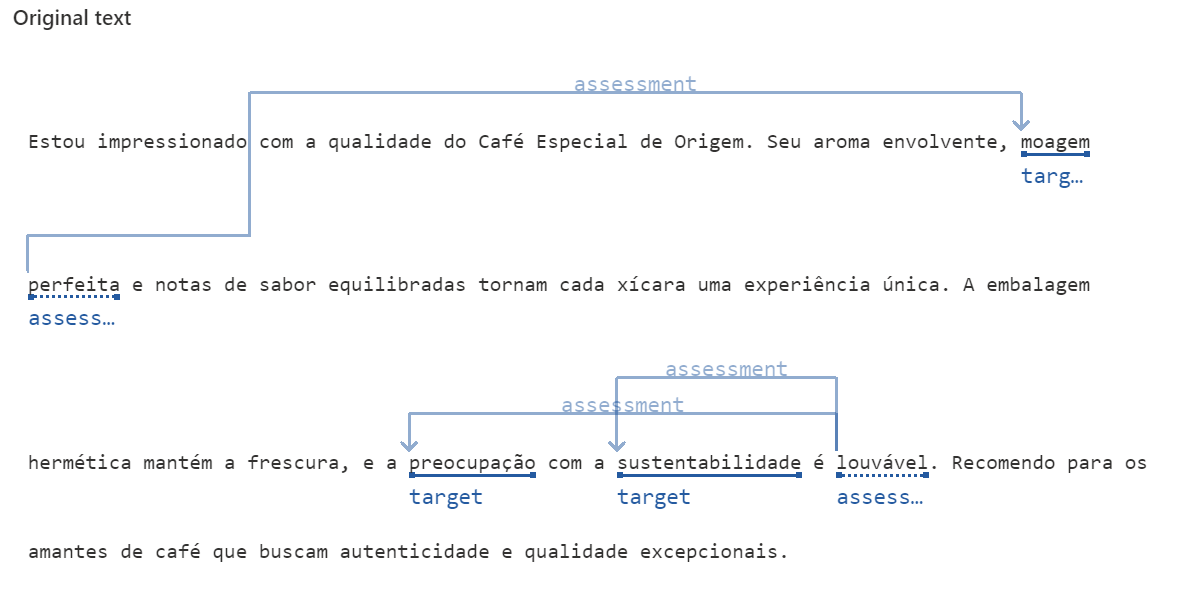 Original text
assessment
Estou impressionado com a qualidade do Café Especial de Origem. Seu aroma envolvente, moagem
targ…
perfeita e notas de sabor equilibradas tornam cada xícara uma experiência única. A embalagem
assess…
assessment
assessment
hermética mantém a frescura, e a preocupação com a sustentabilidade é louvável. Recomendo para os
target target assess…
amantes de café que buscam autenticidade e qualidade excepcionais.